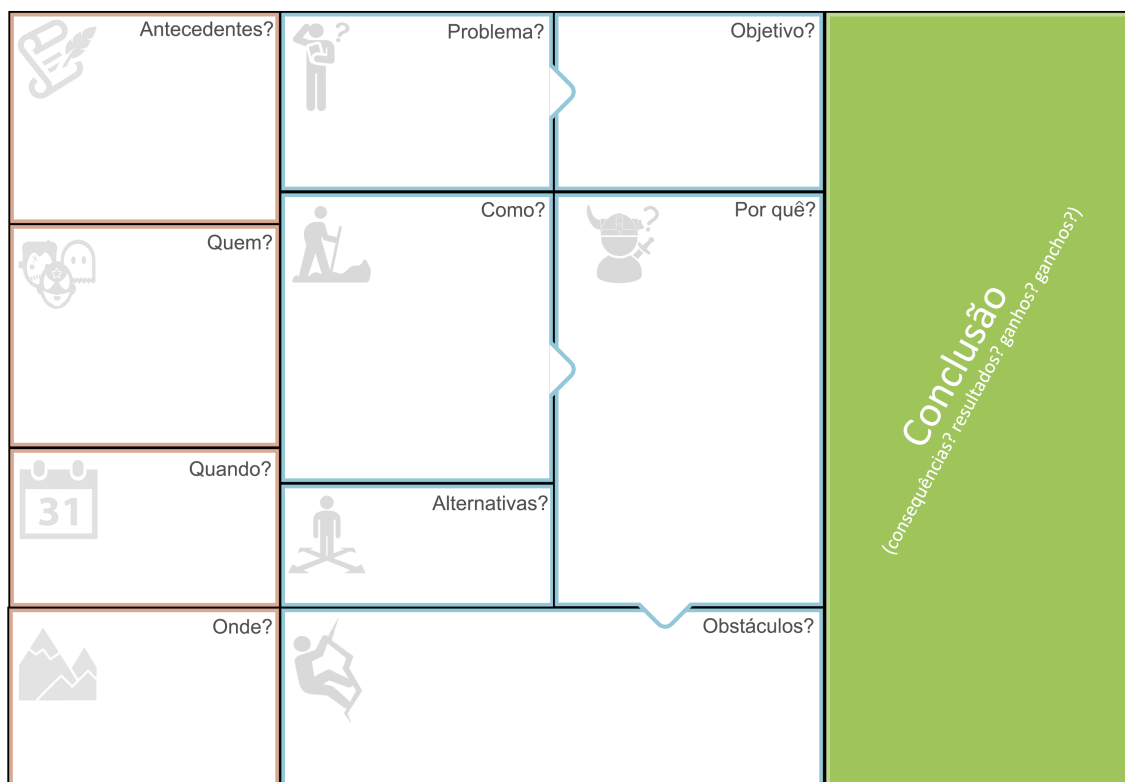 Antecedentes?
Problema?
?
Objetivo?
Quem?
Como?
Por quê?
?
Quando?
31
Alternativas?
Onde?
Obstáculos?
Conclusão
(consequências? resultados? ganhos? ganchos?)